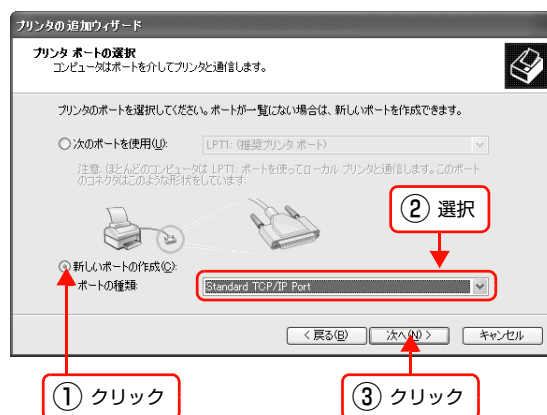 プリンタの追加ウィザード
プリンタ ポートの選択
コンピュータはポートを介してプリンタと通信します。
プリンタのポートを選択してください。ポートが一覧にない場合は、新しいポートを作成できます。
次のポートを使用(U):
LPT1: (推奨プリンタ ポート)
注意: ほとんどのコンピュータは LPT1: ポートを使ってローカル プリンタと通信します。このポート
のコネクタはこのような形状をしています:
② 選択
新しいポートの作成(C):
ポートの種類:
Standard TCP/IP Port
< 戻る(B)
次へ(N) >
キャンセル
① クリック
③ クリック